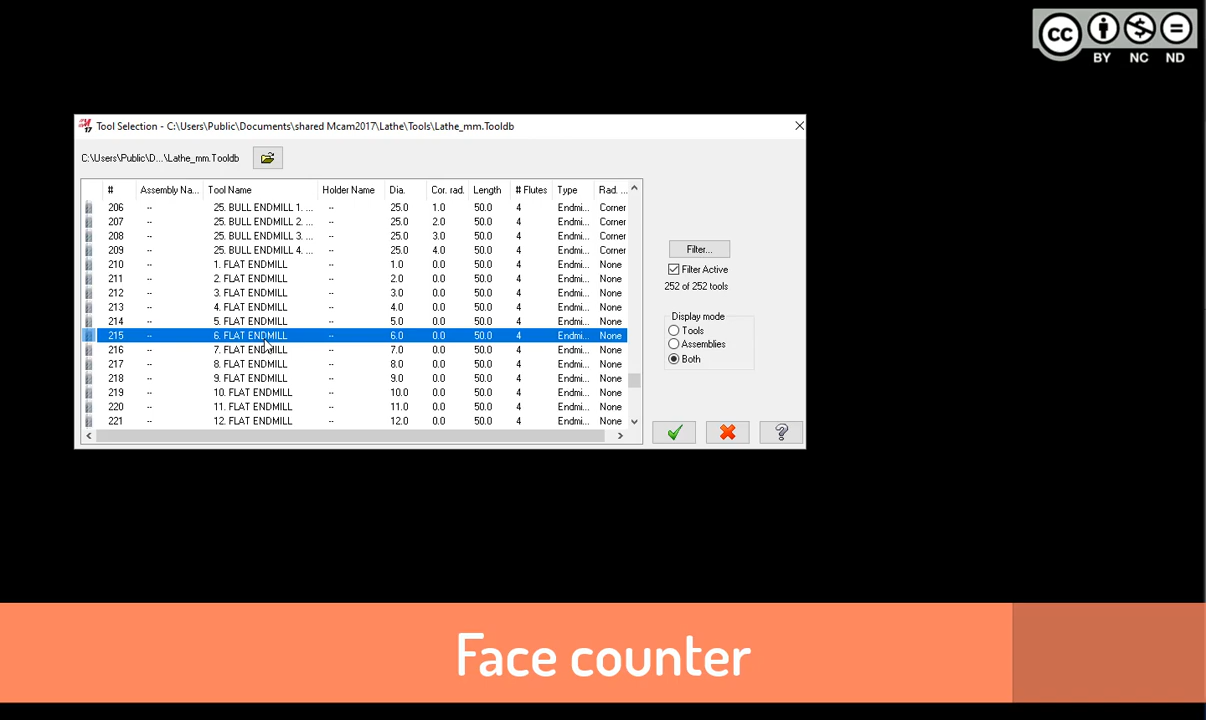 cc
BY NC ND
17 Tool Selection - C:\Users\Public\Documents\shared Mcam2017\Lathe\Tools\Lathe_mm.Tooldb
C:\Users\Public\D...\Lathe_mm.Tooldb
# Assembly Na... Tool Name Holder Name Dia. Cor. rad. Length # Flutes Type Rad. ...
206 -- 25. BULL ENDMILL 1. ... -- 25.0 1.0 50.0 4 Endmi... Corner
207 -- 25. BULL ENDMILL 2. ... -- 25.0 2.0 50.0 4 Endmi... Corner
208 -- 25. BULL ENDMILL 3. ... -- 25.0 3.0 50.0 4 Endmi... Corner
209 -- 25. BULL ENDMILL 4. ... -- 25.0 4.0 50.0 4 Endmi... Corner
210 -- 1. FLAT ENDMILL -- 1.0 0.0 50.0 4 Endmi... None
211 -- 2. FLAT ENDMILL -- 2.0 0.0 50.0 4 Endmi... None
212 -- 3. FLAT ENDMILL -- 3.0 0.0 50.0 4 Endmi... None
213 -- 4. FLAT ENDMILL -- 4.0 0.0 50.0 4 Endmi... None
214 -- 5. FLAT ENDMILL -- 5.0 0.0 50.0 4 Endmi... None
215 -- 6. FLAT ENDMILL -- 6.0 0.0 50.0 4 Endmi... None
216 -- 7. FLAT ENDMILL -- 7.0 0.0 50.0 4 Endmi... None
217 -- 8. FLAT ENDMILL -- 8.0 0.0 50.0 4 Endmi... None
218 -- 9. FLAT ENDMILL -- 9.0 0.0 50.0 4 Endmi... None
219 -- 10. FLAT ENDMILL -- 10.0 0.0 50.0 4 Endmi... None
220 -- 11. FLAT ENDMILL -- 11.0 0.0 50.0 4 Endmi... None
221 -- 12. FLAT ENDMILL -- 12.0 0.0 50.0 4 Endmi... None
Filter...
Filter Active
252 of 252 tools
Display mode
Tools
Assemblies
Both
Face counter